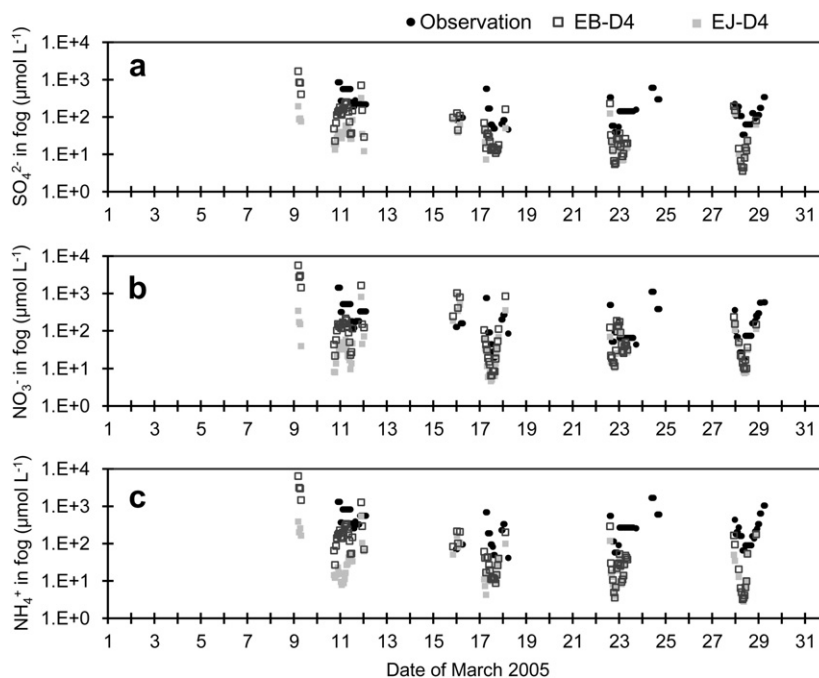 Observation EB-D4 EJ-D4
a
SO₄²⁻ in fog (µmol L⁻¹)
1.E+4
1.E+3
1.E+2
1.E+1
1.E+0
1 3 5 7 9 11 13 15 17 19 21 23 25 27 29 31
b
NO₃⁻ in fog (µmol L⁻¹)
1.E+4
1.E+3
1.E+2
1.E+1
1.E+0
1 3 5 7 9 11 13 15 17 19 21 23 25 27 29 31
c
NH₄⁺ in fog (µmol L⁻¹)
1.E+4
1.E+3
1.E+2
1.E+1
1.E+0
1 3 5 7 9 11 13 15 17 19 21 23 25 27 29 31
Date of March 2005